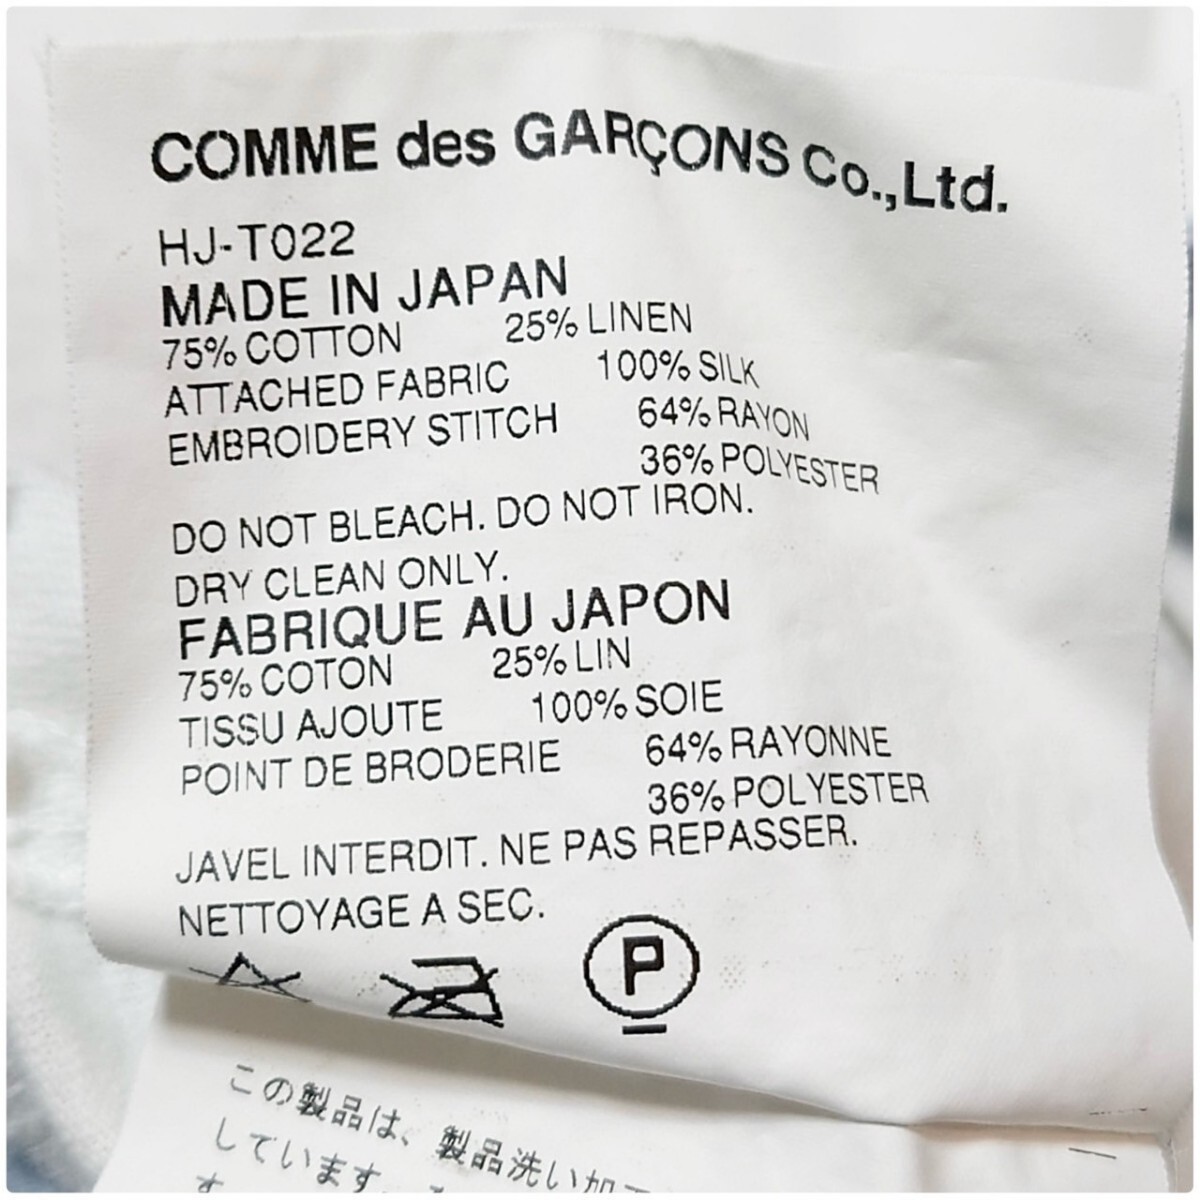 COMME des GARÇONS Co.,Ltd.
HJ-T022
MADE IN JAPAN
75% COTTON 25% LINEN
ATTACHED FABRIC 100% SILK
EMBROIDERY STITCH 64% RAYON
36% POLYESTER
DO NOT BLEACH. DO NOT IRON.
DRY CLEAN ONLY.
FABRIQUE AU JAPON
75% COTON 25% LIN
TISSU AJOUTE 100% SOIE
POINT DE BRODERIE 64% RAYONNE
36% POLYESTER
JAVEL INTERDIT. NE PAS REPASSER.
NETTOYAGE A SEC.
P
この製品は、製品洗い加
しています
す